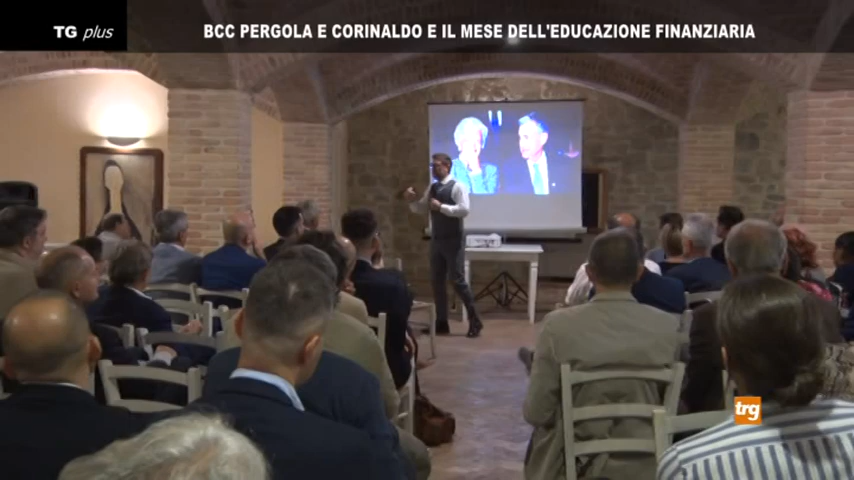 TG plus
BCC PERGOLA E CORINALDO E IL MESE DELL'EDUCAZIONE FINANZIARIA
trg